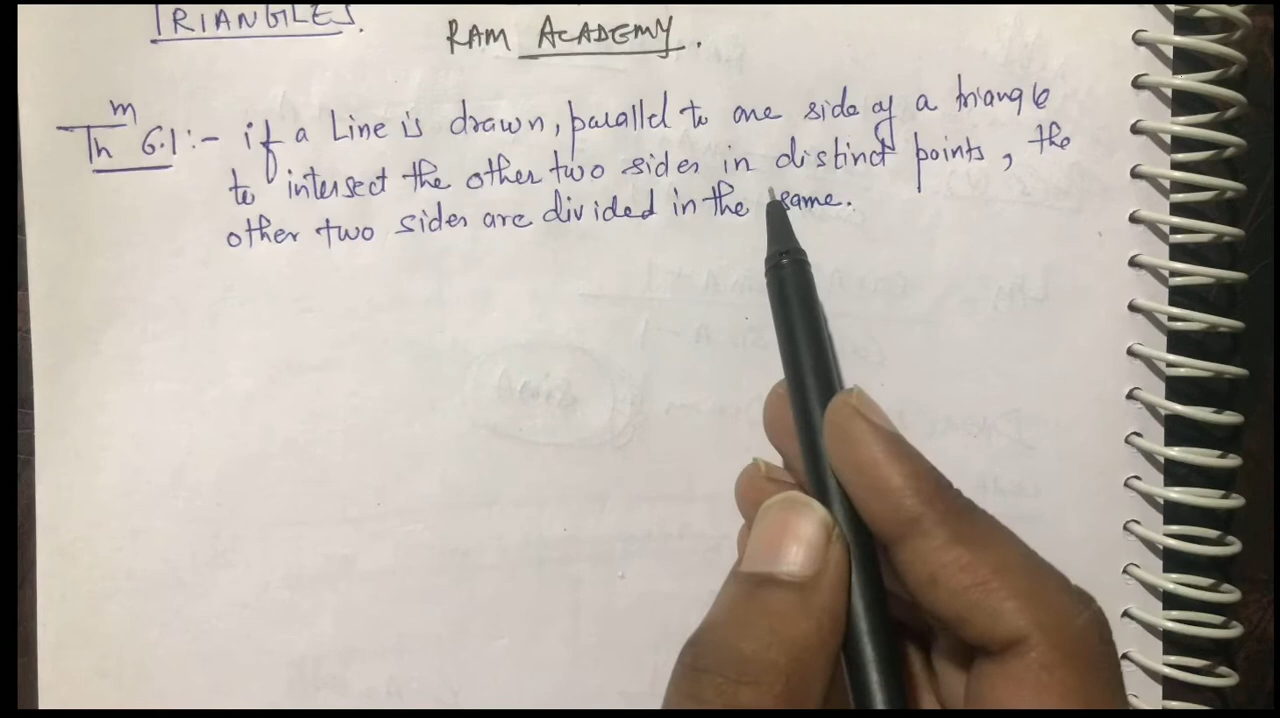 TRIANGLES.
RAM ACADEMY.
Thm 6.1:- if a Line is drawn, parallel to one side of a triangle
to intersect the other two sides in distinct points, the
other two sides are divided in the same.